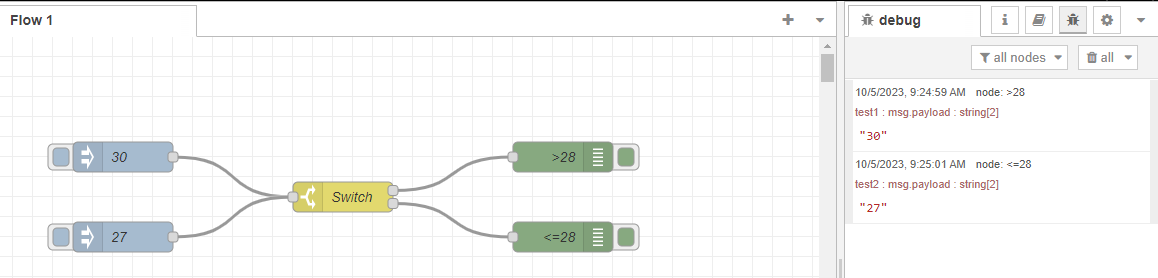 Flow 1
30
27
Switch
>28
<=28
debug
all nodes
all
10/5/2023, 9:24:59 AM node: >28
test1 : msg.payload : string[2]
"30"
10/5/2023, 9:25:01 AM node: <=28
test2 : msg.payload : string[2]
"27"